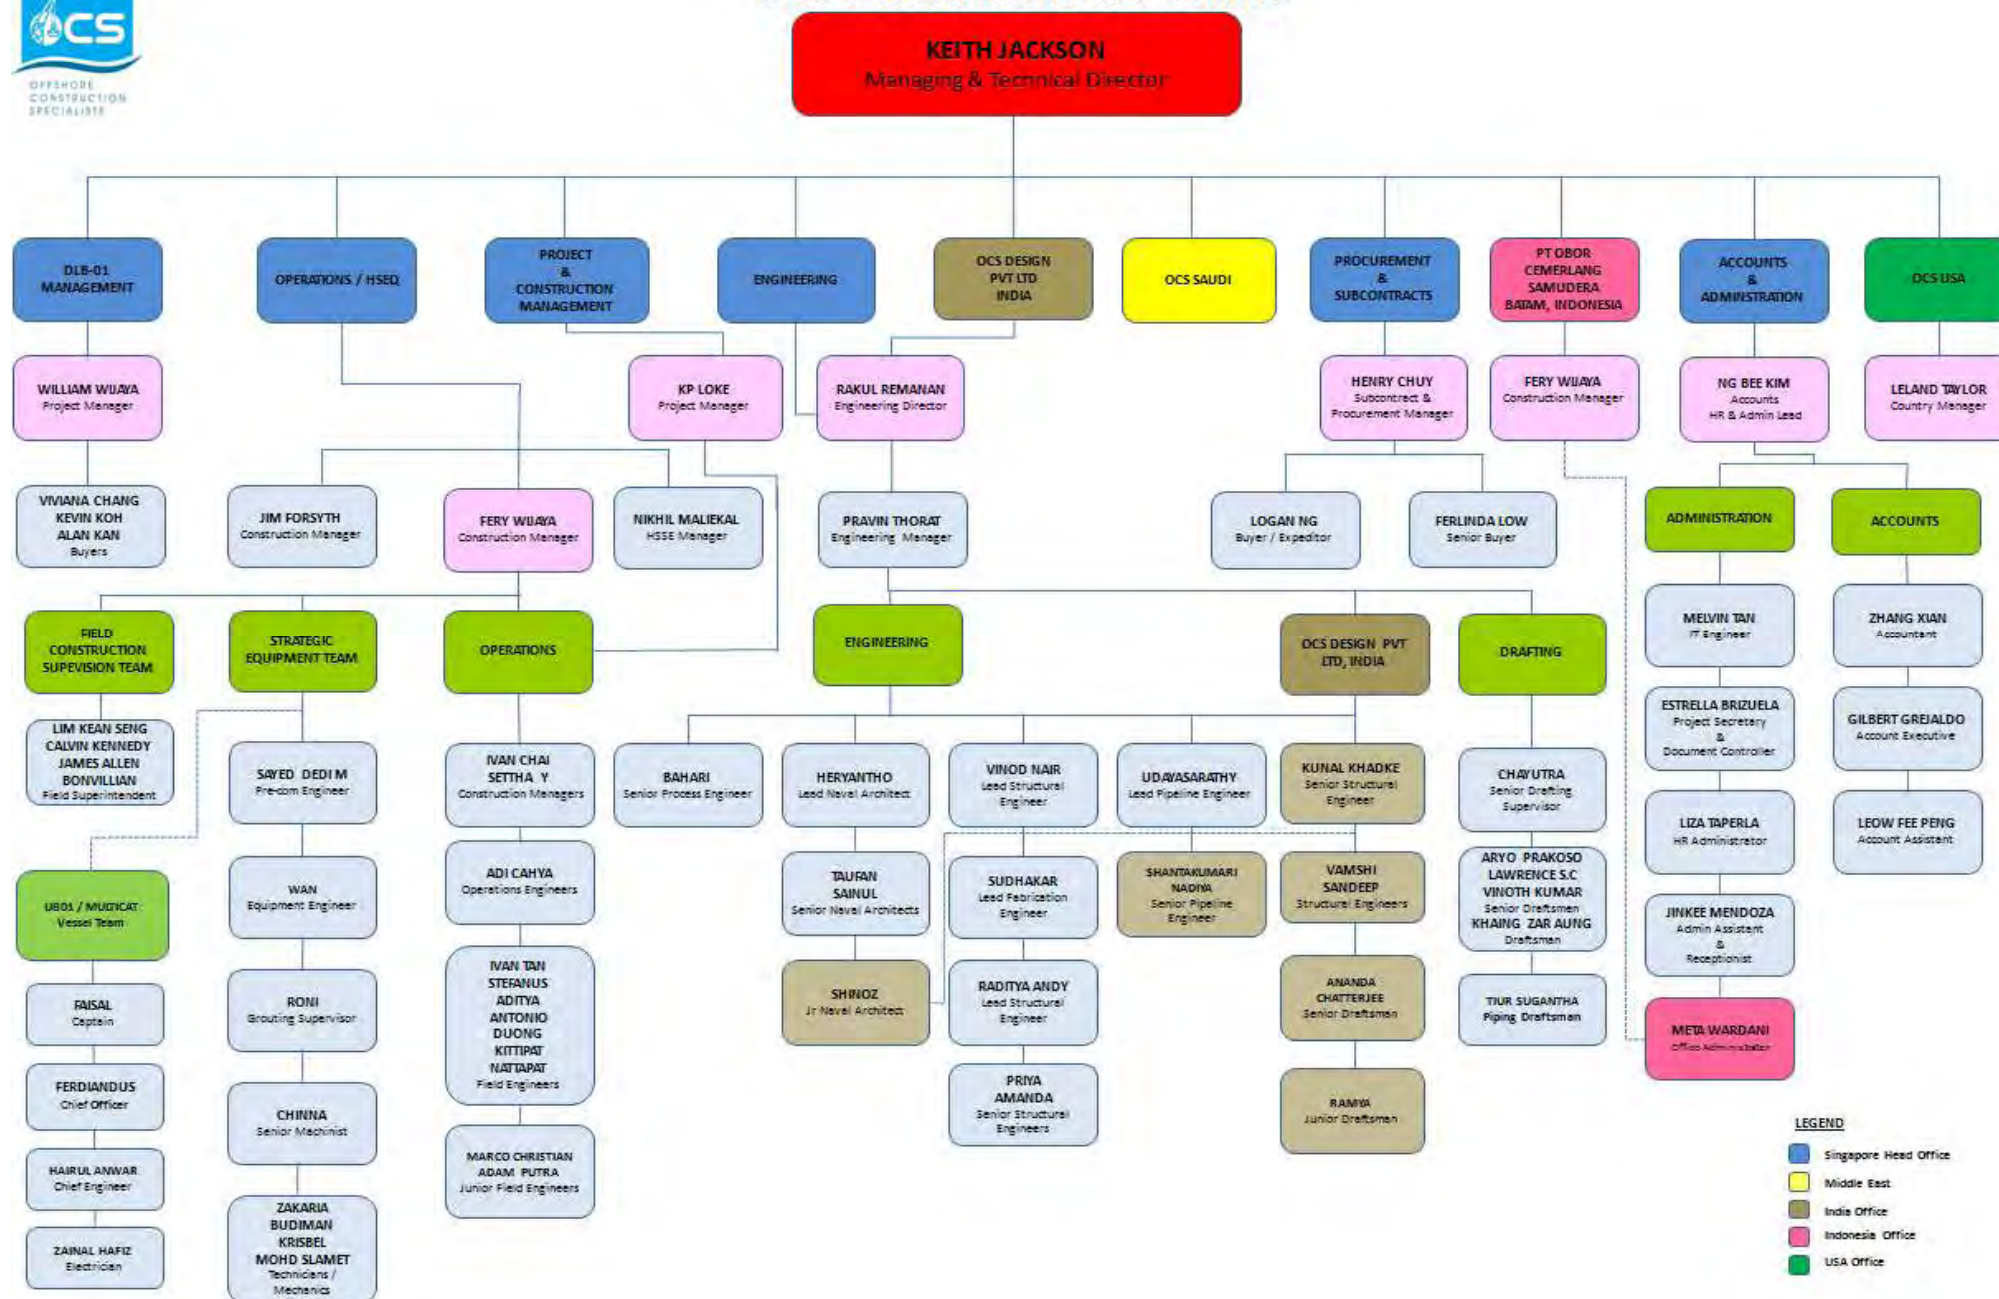 OCS
OFFSHORE
CONSTRUCTION
SPECIALISTS
KEITH JACKSON
Managing & Technical Director
DLB-01
MANAGEMENT
OPERATIONS / HSEQ
PROJECT
&
CONSTRUCTION
MANAGEMENT
ENGINEERING
OCS DESIGN
PVT LTD
INDIA
OCS SAUDI
PROCUREMENT
&
SUBCONTRACTS
PT OBOR
CEMERLANG
SAMUDERA
BATAM, INDONESIA
ACCOUNTS
&
ADMINSTRATION
OCS USA
WILLIAM WIJAYA
Project Manager
KP LOKE
Project Manager
RAKUL REMANAN
Engineering Director
HENRY CHUY
Subcontract &
Procurement Manager
FERY WIJAYA
Construction Manager
NG BEE KIM
Accounts
HR & Admin Lead
LELAND TAYLOR
Country Manager
VIVIANA CHANG
KEVIN KOH
ALAN KAN
Buyers
JIM FORSYTH
Construction Manager
FERY WIJAYA
Construction Manager
NIKHIL MALIEKAL
HSSE Manager
PRAVIN THORAT
Engineering Manager
LOGAN NG
Buyer / Expeditor
FERLINDA LOW
Senior Buyer
ADMINISTRATION
ACCOUNTS
FIELD
CONSTRUCTION
SUPEVISION TEAM
STRATEGIC
EQUIPMENT TEAM
OPERATIONS
ENGINEERING
OCS DESIGN PVT
LTD, INDIA
DRAFTING
MELVIN TAN
IT Engineer
ZHANG XIAN
Accountant
LIM KEAN SENG
CALVIN KENNEDY
JAMES ALLEN
BONVILLIAN
Field Superintendent
SAYED DEDI M
Pre-com Engineer
IVAN CHAI
SETTHA Y
Construction Managers
BAHARI
Senior Process Engineer
HERYANTHO
Lead Naval Architect
VINOD NAIR
Lead Structural
Engineer
UDAYASARATHY
Lead Pipeline Engineer
KUNAL KHADKE
Senior Structural
Engineer
CHAYUTRA
Senior Drafting
Supervisor
ESTRELLA BRIZUELA
Project Secretary
&
Document Controller
GILBERT GREJALDO
Account Executive
UB01 / MULTICAT
Vessel Team
WAN
Equipment Engineer
ADI CAHYA
Operations Engineers
TAUFAN
SAINUL
Senior Naval Architects
SUDHAKAR
Lead Fabrication
Engineer
SHANTAKUMARI
NADIYA
Senior Pipeline
Engineer
VAMSHI
SANDEEP
Structural Engineers
ARYO PRAKOSO
LAWRENCE S.C
VINOTH KUMAR
Senior Draftsmen
KHAING ZAR AUNG
Draftsman
LIZA TAPERLA
HR Administrator
LEOW FEE PENG
Account Assistant
FAISAL
Captain
RONI
Grouting Supervisor
IVAN TAN
STEFANUS
ADITYA
ANTONIO
DUONG
KITTIPAT
NATTAPAT
Field Engineers
SHINOZ
Jr Naval Architect
RADITYA ANDY
Lead Structural
Engineer
ANANDA
CHATTERJEE
Senior Draftsman
TIUR SUGANTHA
Piping Draftsman
JINKEE MENDOZA
Admin Assistant
&
Receptionist
META WARDANI
Office Administrator
FERDIANDUS
Chief Officer
CHINNA
Senior Machinist
PRIYA
AMANDA
Senior Structural
Engineers
RAMYA
Junior Draftsman
HAIRUL ANWAR
Chief Engineer
MARCO CHRISTIAN
ADAM PUTRA
Junior Field Engineers
ZAINAL HAFIZ
Electrician
ZAKARIA
BUDIMAN
KRISBEL
MOHD SLAMET
Technicians /
Mechanics
LEGEND
Singapore Head Office
Middle East
India Office
Indonesia Office
USA Office